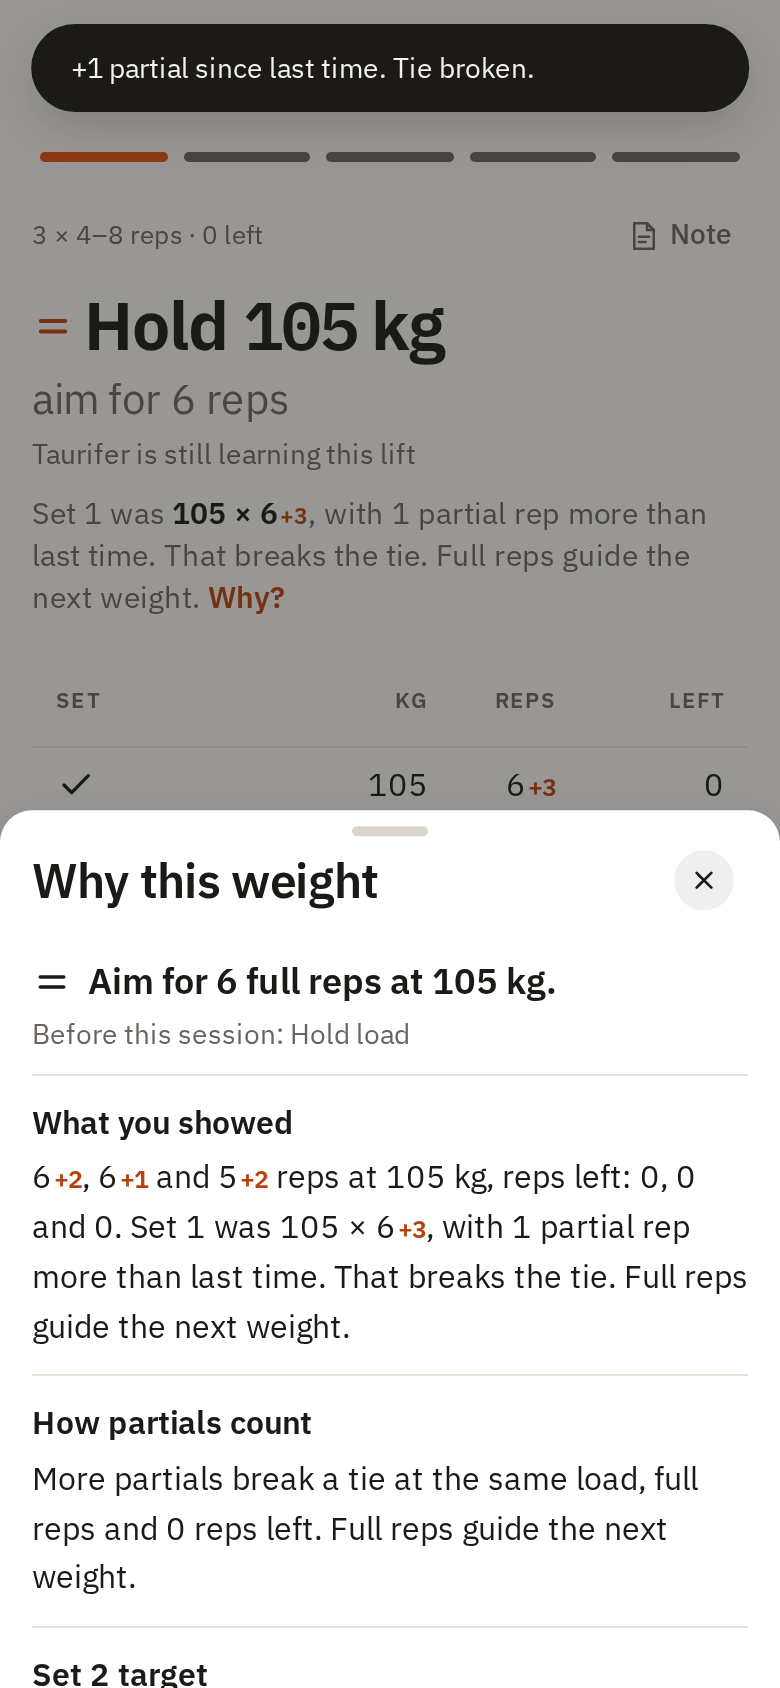 +1 partial since last time. Tie broken.
3 × 4–8 reps · 0 left
Note
= Hold 105 kg
aim for 6 reps
Taurifer is still learning this lift
Set 1 was 105 × 6 +3, with 1 partial rep more than
last time. That breaks the tie. Full reps guide the
next weight. Why?
SET KG REPS LEFT
✓ 105 6 +3 0
Why this weight
= Aim for 6 full reps at 105 kg.
Before this session: Hold load
What you showed
6 +2, 6 +1 and 5 +2 reps at 105 kg, reps left: 0, 0
and 0. Set 1 was 105 × 6 +3, with 1 partial rep
more than last time. That breaks the tie. Full reps
guide the next weight.
How partials count
More partials break a tie at the same load, full
reps and 0 reps left. Full reps guide the next
weight.
Set 2 target